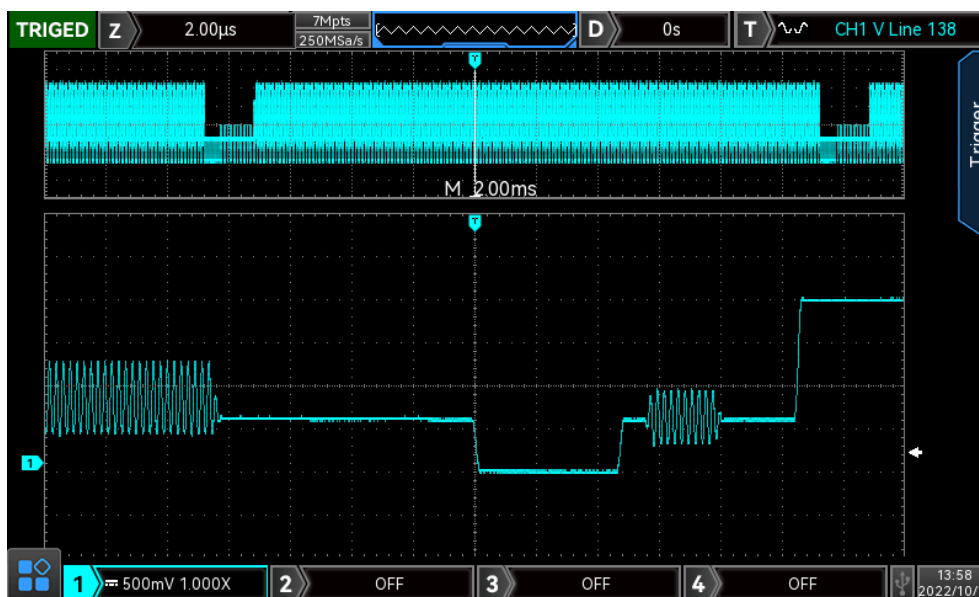 TRIGED Z 2.00µs 7Mpts D 0s T CH1 V Line 138
250MSa/s
T
Trigger
M 2.00ms
T
1
1 500mV 1.000X 2 OFF 3 OFF 4 OFF 13:58
2022/10/